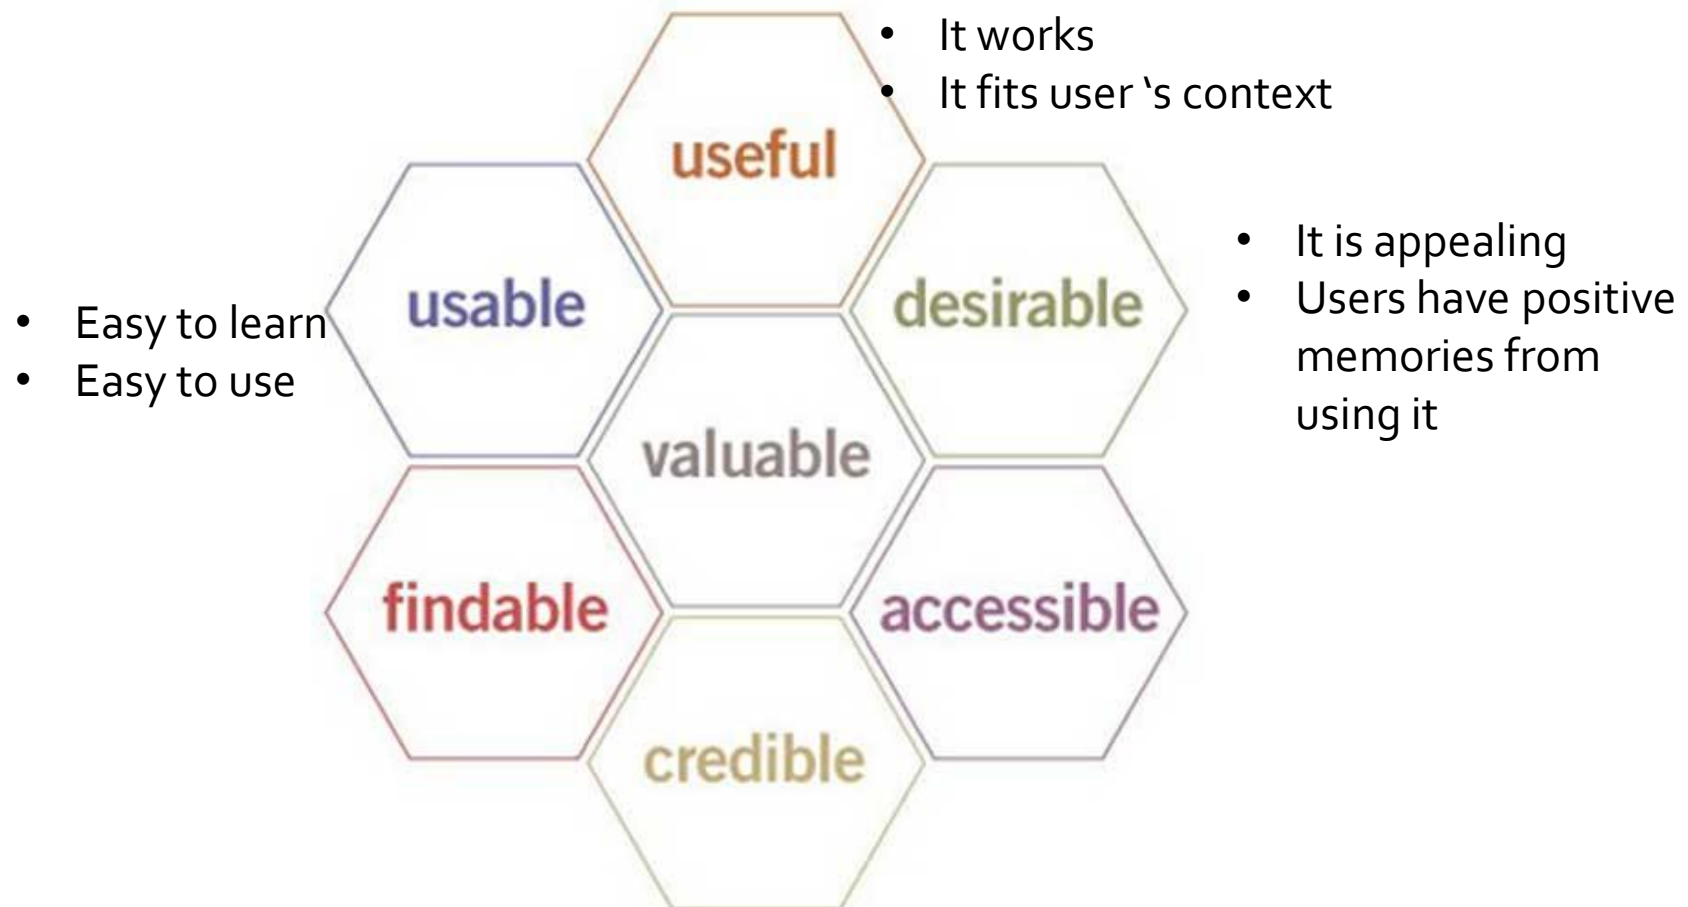 • It works
• It fits user ‘s context
useful
usable
desirable
• It is appealing
• Users have positive
memories from
using it
• Easy to learn
• Easy to use
valuable
findable
accessible
credible